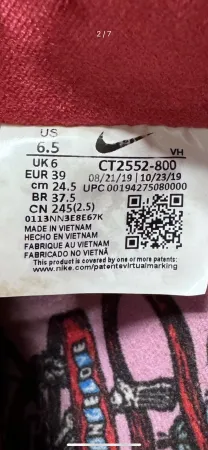 2/7
US
6.5
VH
UK 6
CT2552-800
EUR 39
08/21/19 10/23/19
cm 24.5
UPC 00194275080000
BR 37.5
CN 245(2.5)
0113NN3E8E67K
MADE IN VIETNAM
HECHO EN VIETNAM
FABRIQUE AU VIETNAM
FABRICADO NO VIETNÃ
This product is covered by one or more patents:
www.nike.com/patentevirtualmarking